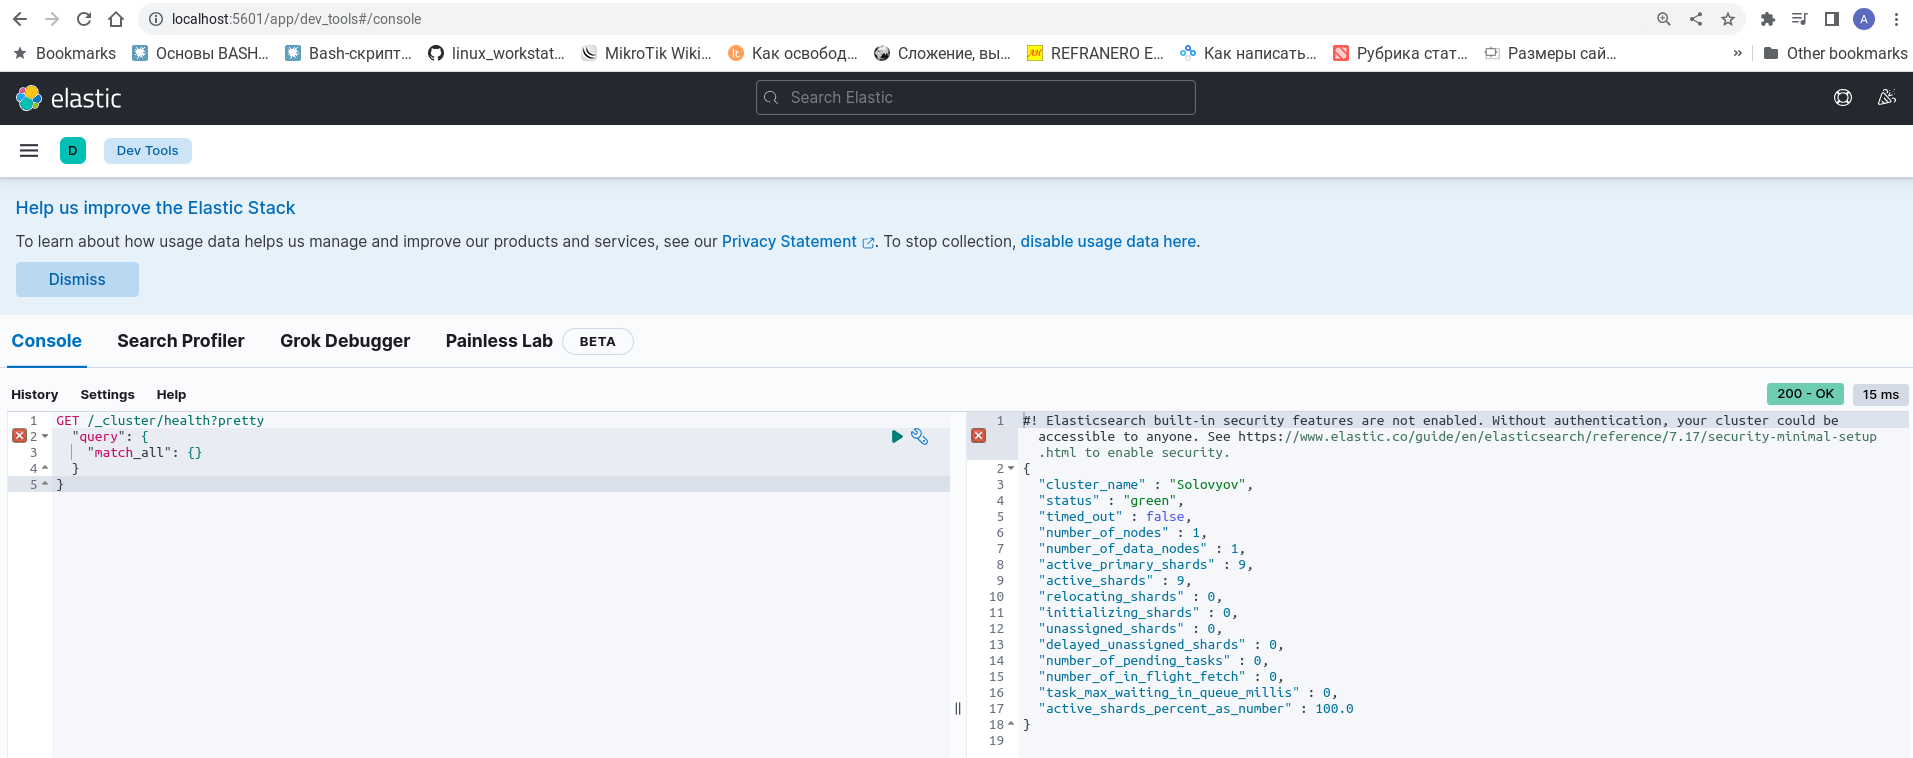 localhost:5601/app/dev_tools#/console
A
Bookmarks Основы BASH... Bash-скрипт... linux_workstat... MikroTik Wiki... Как освобод... Сложение, вы... REFRANERO E... Как написать... Рубрика стат... Размеры сай... » Other bookmarks
elastic Search Elastic
D Dev Tools
Help us improve the Elastic Stack
To learn about how usage data helps us manage and improve our products and services, see our Privacy Statement. To stop collection, disable usage data here.
Dismiss
Console Search Profiler Grok Debugger Painless Lab BETA
History Settings Help 200 - OK 15 ms
1 GET /_cluster/health?pretty
2 "query": {
3 "match_all": {}
4 }
5 }
1 #! Elasticsearch built-in security features are not enabled. Without authentication, your cluster could be
accessible to anyone. See https://www.elastic.co/guide/en/elasticsearch/reference/7.17/security-minimal-setup
.html to enable security.
2 {
3 "cluster_name" : "Solovyov",
4 "status" : "green",
5 "timed_out" : false,
6 "number_of_nodes" : 1,
7 "number_of_data_nodes" : 1,
8 "active_primary_shards" : 9,
9 "active_shards" : 9,
10 "relocating_shards" : 0,
11 "initializing_shards" : 0,
12 "unassigned_shards" : 0,
13 "delayed_unassigned_shards" : 0,
14 "number_of_pending_tasks" : 0,
15 "number_of_in_flight_fetch" : 0,
16 "task_max_waiting_in_queue_millis" : 0,
17 "active_shards_percent_as_number" : 100.0
18 }
19